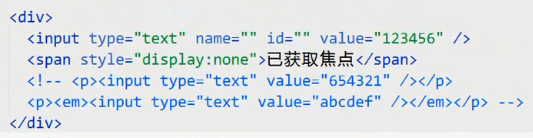 <div>
<input type="text" name="" id="" value="123456" />
<span style="display:none">已获取焦点</span>
<!-- <p><input type="text" value="654321" /></p>
<p><em><input type="text" value="abcdef" /></em></p> -->
</div>